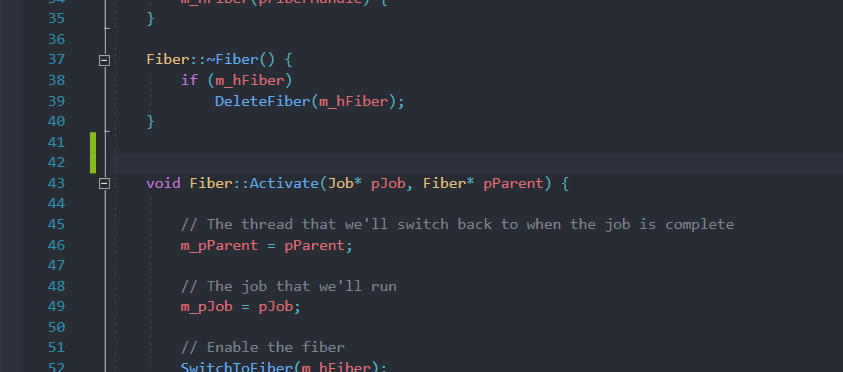 34 m_hFiber(pFiberHandle) {
35 }
36
37 Fiber::~Fiber() {
38 if (m_hFiber)
39 DeleteFiber(m_hFiber);
40 }
41
42
43 void Fiber::Activate(Job* pJob, Fiber* pParent) {
44
45 // The thread that we'll switch back to when the job is complete
46 m_pParent = pParent;
47
48 // The job that we'll run
49 m_pJob = pJob;
50
51 // Enable the fiber
52 SwitchToFiber(m_hFiber);